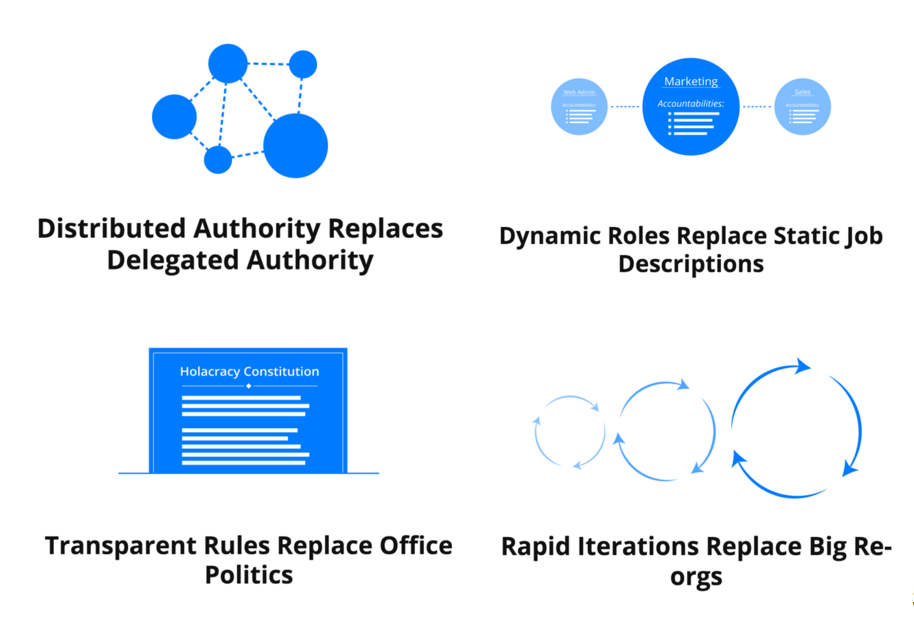 Web Admin
Accountabilities:
Marketing
Accountabilities:
Sales
Accountabilities:
Distributed Authority Replaces
Delegated Authority
Dynamic Roles Replace Static Job
Descriptions
Holacracy Constitution
Transparent Rules Replace Office
Politics
Rapid Iterations Replace Big Re-
orgs